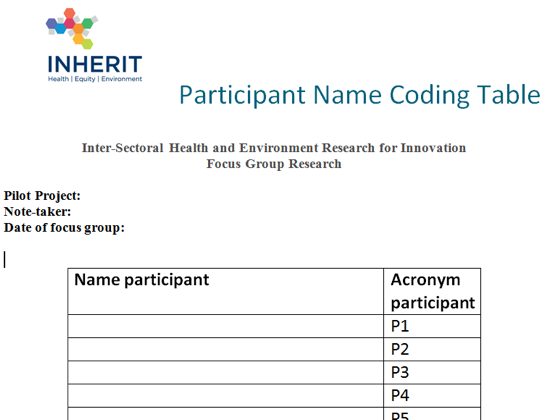 INHERIT
Health | Equity | Environment
Participant Name Coding Table
Inter-Sectoral Health and Environment Research for Innovation
Focus Group Research
Pilot Project:
Note-taker:
Date of focus group:
Name participant Acronym
participant
P1
P2
P3
P4
P5